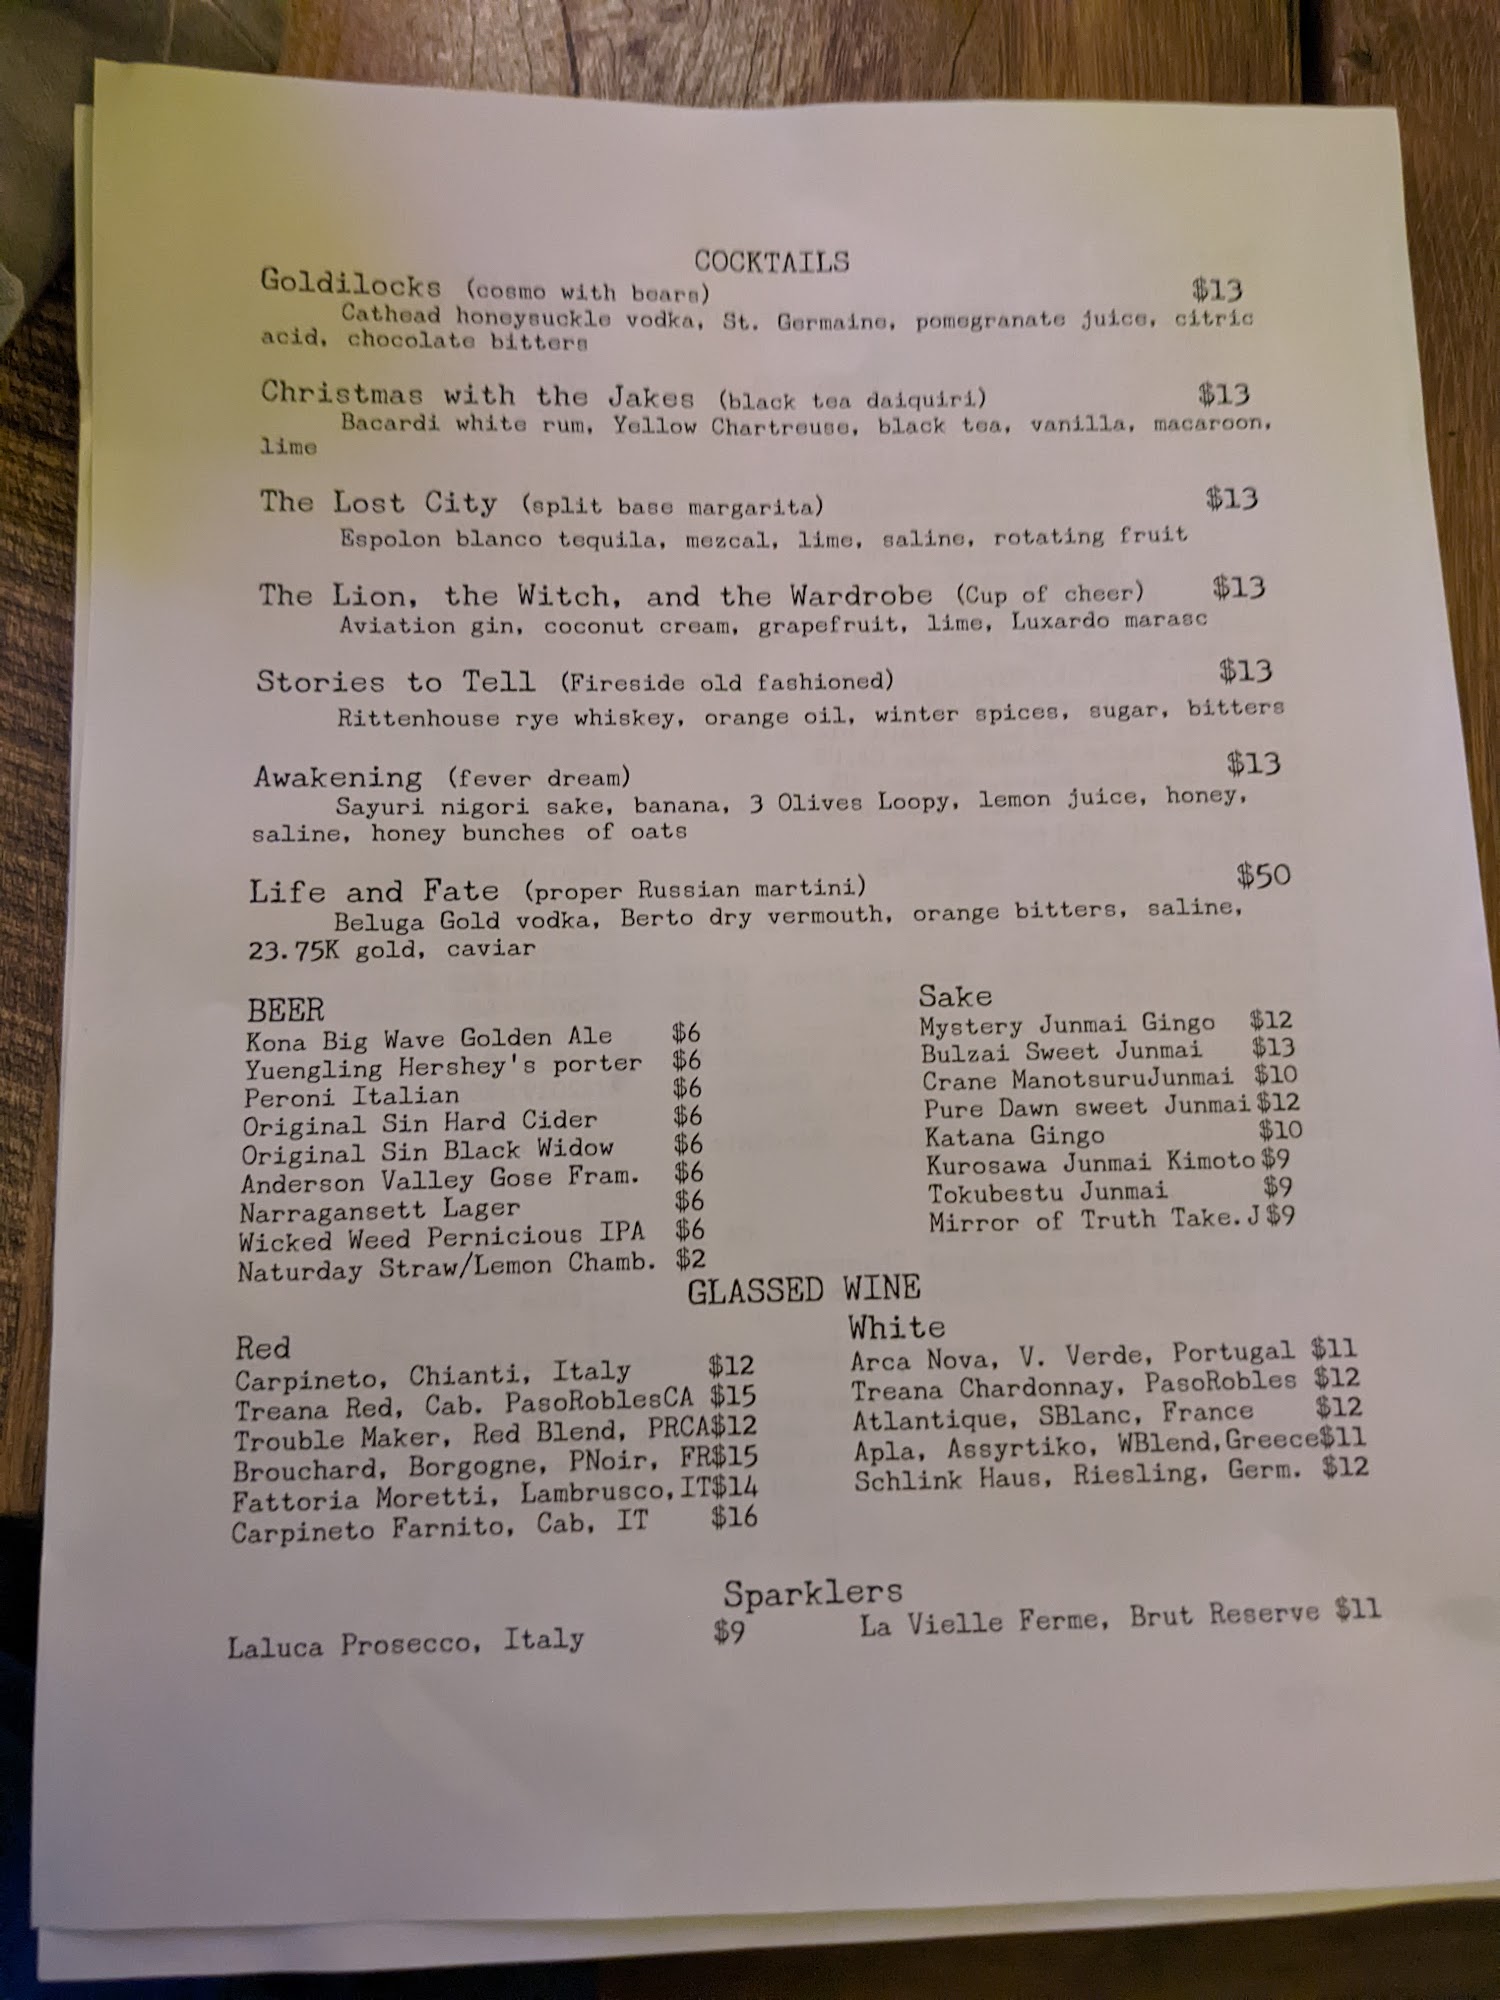 COCKTAILS
Goldilocks (cosmo with bears) $13
Cathead honeysuckle vodka, St. Germaine, pomegranate juice, citric
acid, chocolate bitters
Christmas with the Jakes (black tea daiquiri) $13
Bacardi white rum, Yellow Chartreuse, black tea, vanilla, macaroon,
lime
The Lost City (split base margarita) $13
Espolon blanco tequila, mezcal, lime, saline, rotating fruit
The Lion, the Witch, and the Wardrobe (Cup of cheer) $13
Aviation gin, coconut cream, grapefruit, lime, Luxardo marasc
Stories to Tell (Fireside old fashioned) $13
Rittenhouse rye whiskey, orange oil, winter spices, sugar, bitters
Awakening (fever dream) $13
Sayuri nigori sake, banana, 3 Olives Loopy, lemon juice, honey,
saline, honey bunches of oats
Life and Fate (proper Russian martini) $50
Beluga Gold vodka, Berto dry vermouth, orange bitters, saline,
23.75K gold, caviar
BEER
Kona Big Wave Golden Ale $6
Yuengling Hershey's porter $6
Peroni Italian $6
Original Sin Hard Cider $6
Original Sin Black Widow $6
Anderson Valley Gose Fram. $6
Narragansett Lager $6
Wicked Weed Pernicious IPA $6
Naturday Straw/Lemon Chamb. $2
Sake
Mystery Junmai Gingo $12
Bulzai Sweet Junmai $13
Crane ManotsuruJunmai $10
Pure Dawn sweet Junmai $12
Katana Gingo $10
Kurosawa Junmai Kimoto $9
Tokubestu Junmai $9
Mirror of Truth Take.J $9
GLASSED WINE
Red
Carpineto, Chianti, Italy $12
Treana Red, Cab. PasoRoblesCA $15
Trouble Maker, Red Blend, PRCA$12
Brouchard, Borgogne, PNoir, FR$15
Fattoria Moretti, Lambrusco,IT$14
Carpineto Farnito, Cab, IT $16
White
Arca Nova, V. Verde, Portugal $11
Treana Chardonnay, PasoRobles $12
Atlantique, SBlanc, France $12
Apla, Assyrtiko, WBlend,Greece$11
Schlink Haus, Riesling, Germ. $12
Sparklers
Laluca Prosecco, Italy $9
La Vielle Ferme, Brut Reserve $11